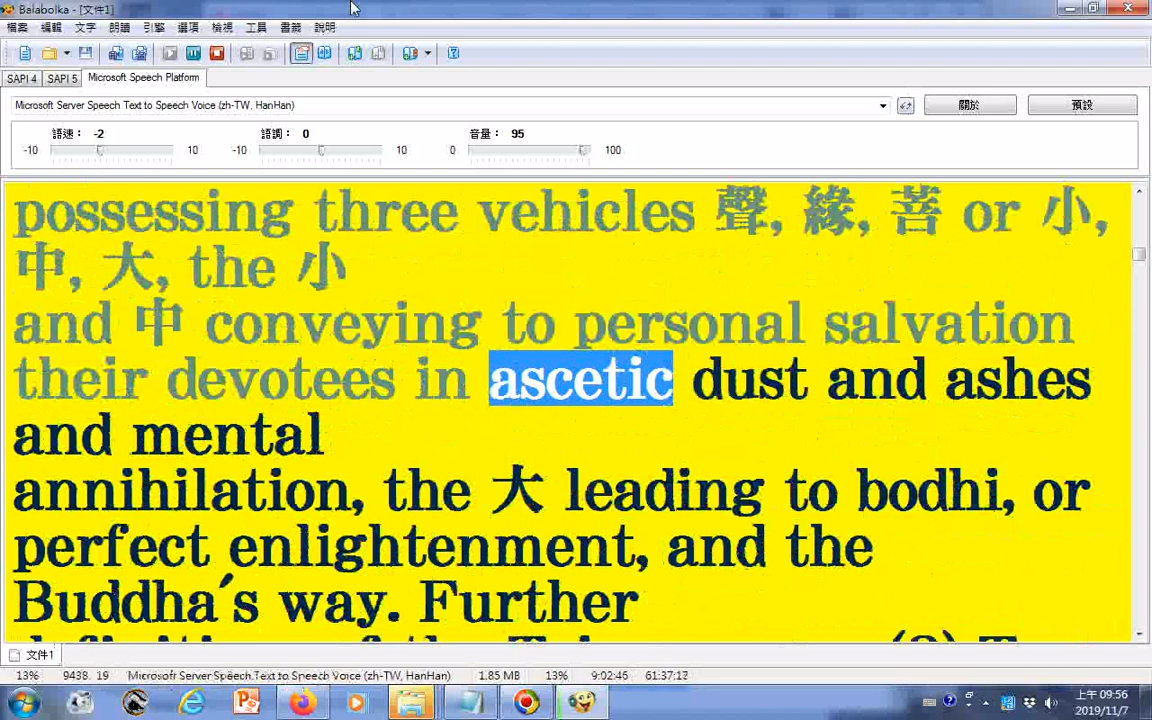 Balabolka - [文件1]
檔案 編輯 文字 朗讀 引擎 選項 檢視 工具 書籤 說明
SAPI 4 SAPI 5 Microsoft Speech Platform
Microsoft Server Speech Text to Speech Voice (zh-TW, HanHan) 關於 預設
語速： -2 語調： 0 音量： 95
-10 10 -10 10 0 100
possessing three vehicles 聲, 緣, 菩 or 小,
中, 大, the 小
and 中 conveying to personal salvation
their devotees in ascetic dust and ashes
and mental
annihilation, the 大 leading to bodhi, or
perfect enlightenment, and the
Buddha's way. Further
文件1
13% 9438 19 Microsoft Server Speech Text to Speech Voice (zh-TW, HanHan) 1.85 MB 13% 9:02:45 61:37:17
上午 09:56
2019/11/7